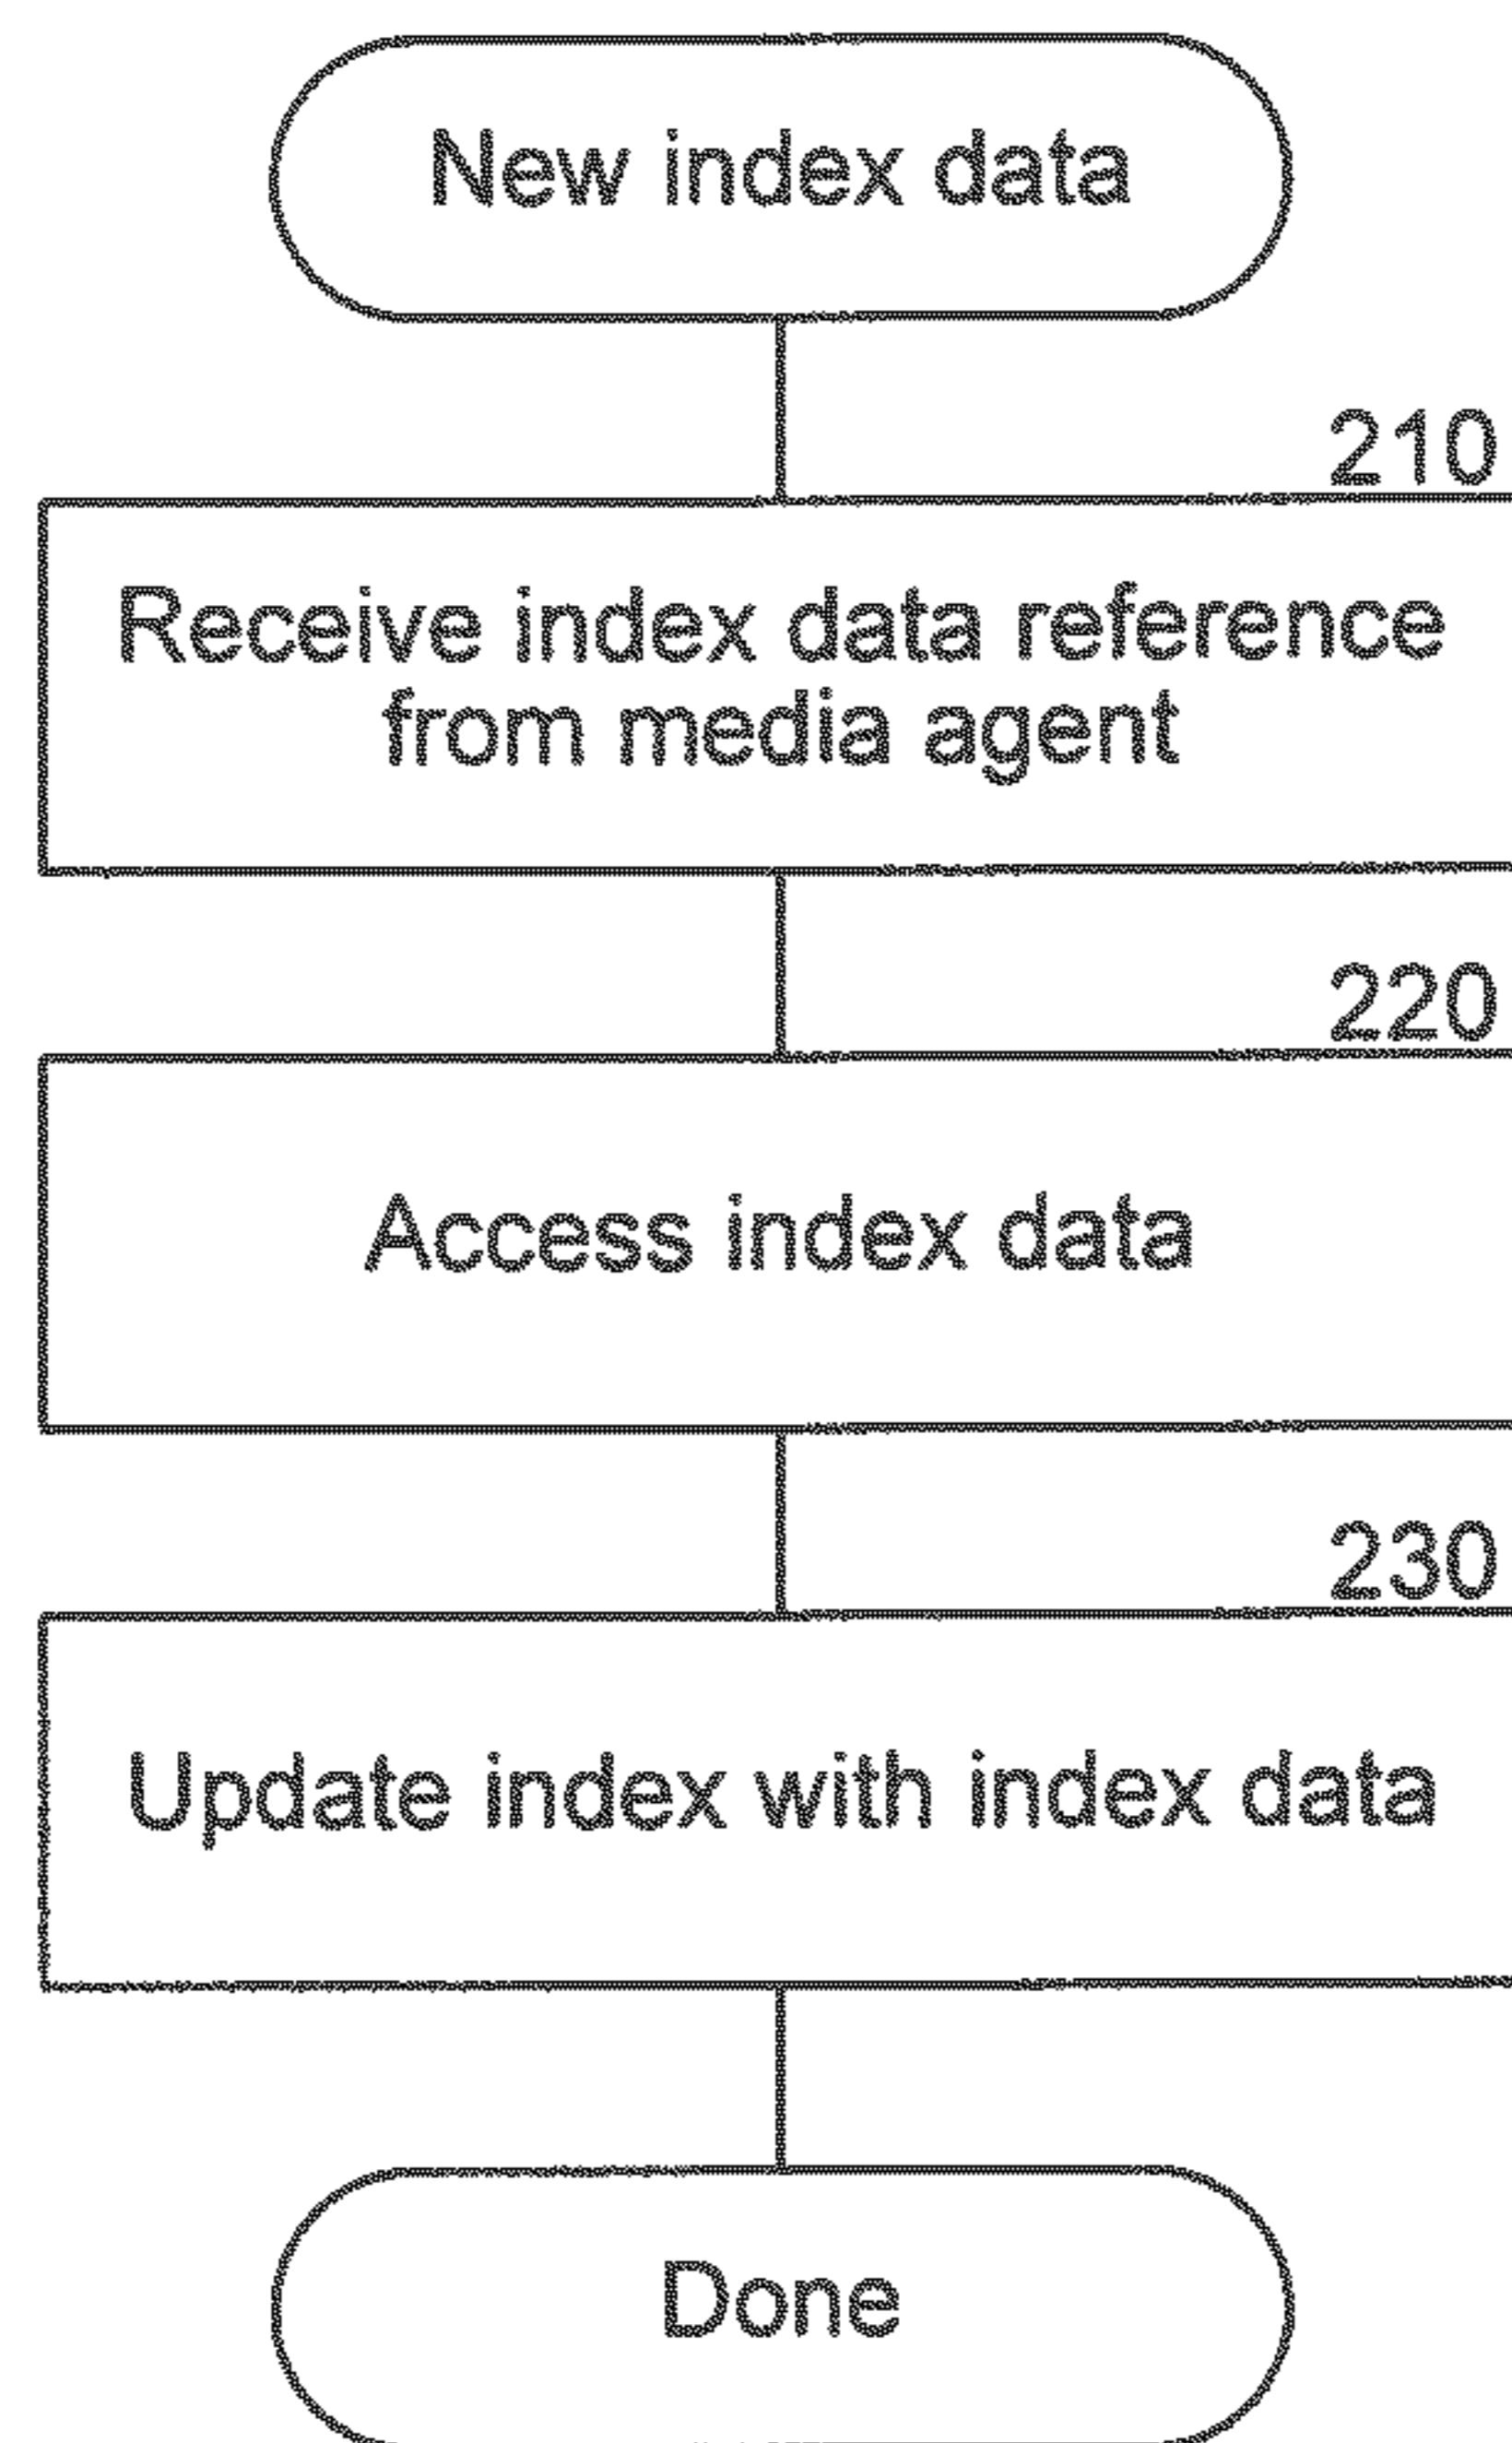 New index data
210
Receive index data reference
from media agent
220
Access index data
230
Update index with index data
Done